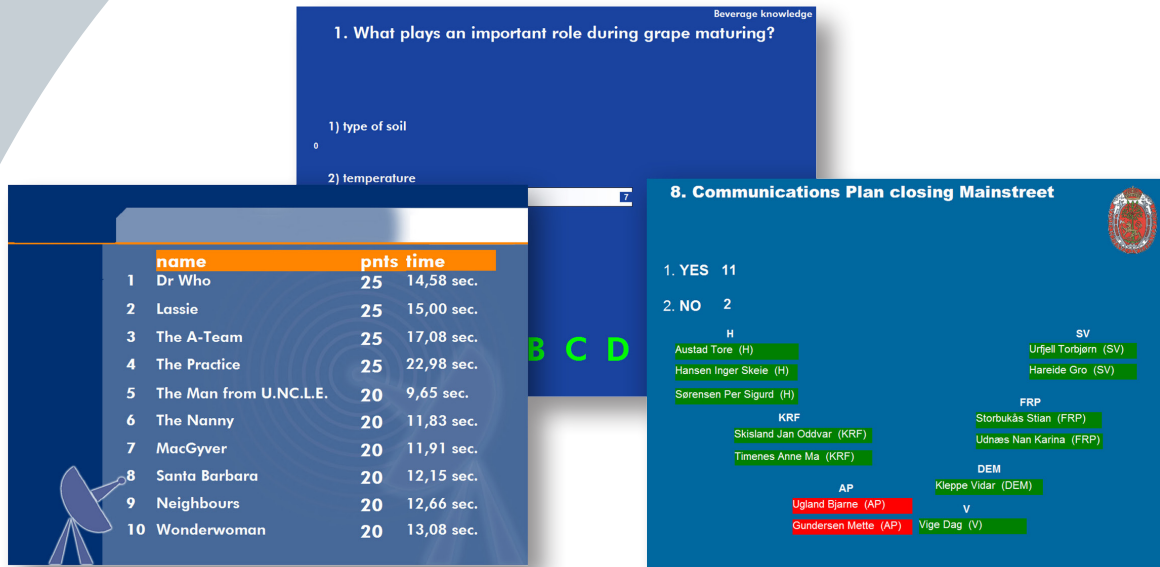 Beverage knowledge
1. What plays an important role during grape maturing?
1) type of soil
0
2) temperature
7
B C D
name pnts time
1 Dr Who 25 14,58 sec.
2 Lassie 25 15,00 sec.
3 The A-Team 25 17,08 sec.
4 The Practice 25 22,98 sec.
5 The Man from U.NC.L.E. 20 9,65 sec.
6 The Nanny 20 11,83 sec.
7 MacGyver 20 11,91 sec.
8 Santa Barbara 20 12,15 sec.
9 Neighbours 20 12,66 sec.
10 Wonderwoman 20 13,08 sec.
8. Communications Plan closing Mainstreet
1. YES 11
2. NO 2
H
Austad Tore (H)
Hansen Inger Skeie (H)
Sørensen Per Sigurd (H)
KRF
Skisland Jan Oddvar (KRF)
Timenes Anne Ma (KRF)
AP
Ugland Bjarne (AP)
Gundersen Mette (AP)
SV
Urfjell Torbjørn (SV)
Hareide Gro (SV)
FRP
Storbukås Stian (FRP)
Udnæs Nan Karina (FRP)
DEM
Kleppe Vidar (DEM)
V
Vige Dag (V)